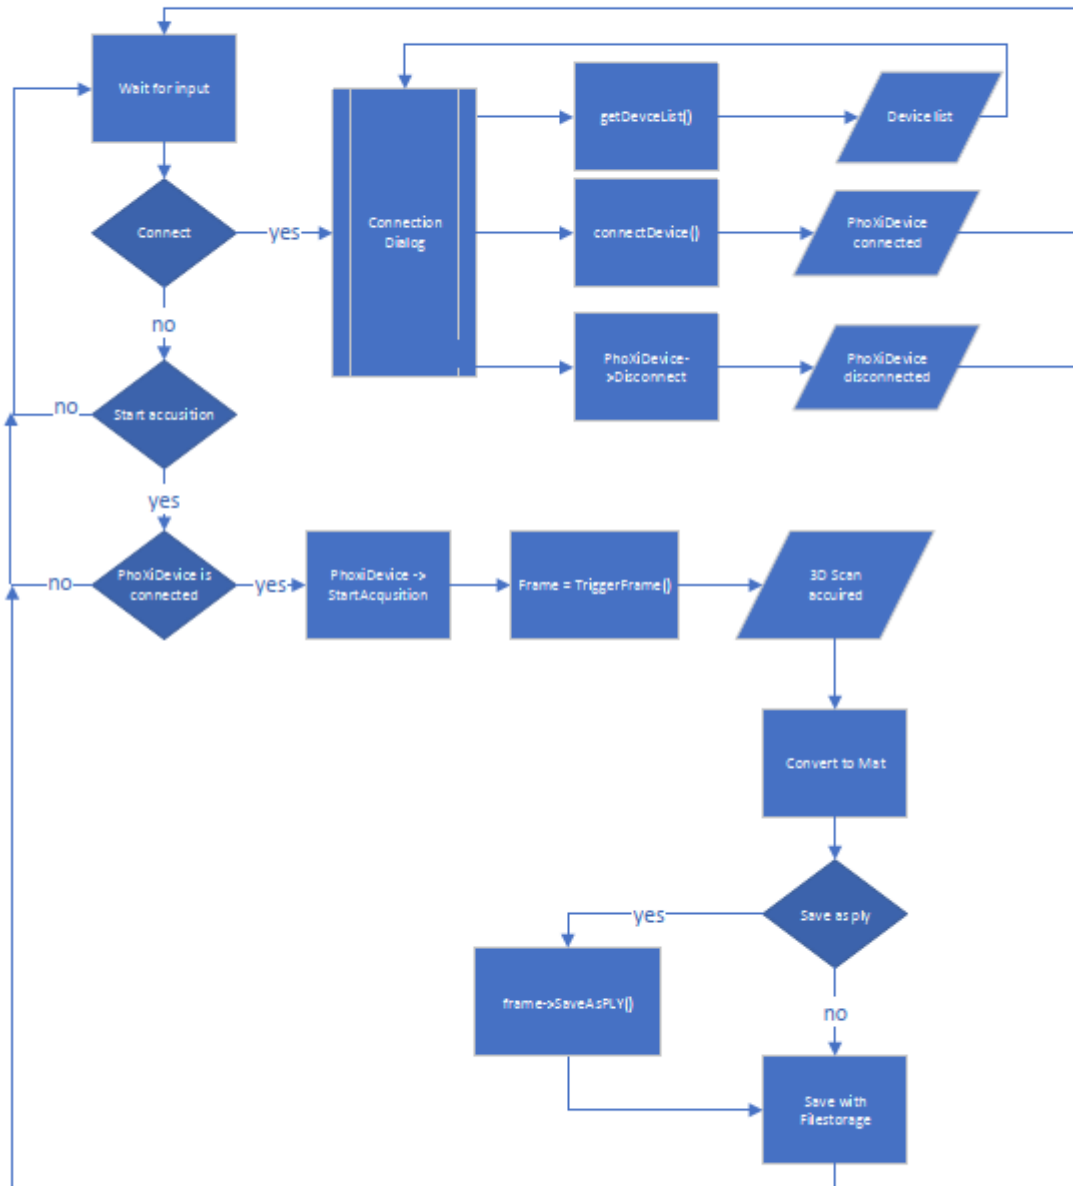 Wait for input
getDevceList()
Device list
Connect
yes
Connection
Dialog
connectDevice()
PhoXiDevice
connected
no
PhoXiDevice-
->Disconnect
PhoXiDevice
disconnected
no
Start accusition
yes
no
PhoXiDevice is
connected
yes
PhoxiDevice ->
StartAcqusition
Frame = TriggerFrame()
3D Scan
accuired
Convert to Mat
yes
Save as ply
frame->SaveAsPLY()
no
Save with
Filestorage